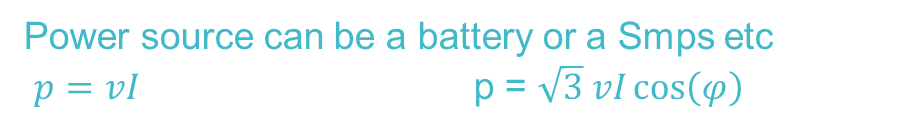 Power source can be a battery or a Smps etc
p = vI p = √3 vI cos(φ)